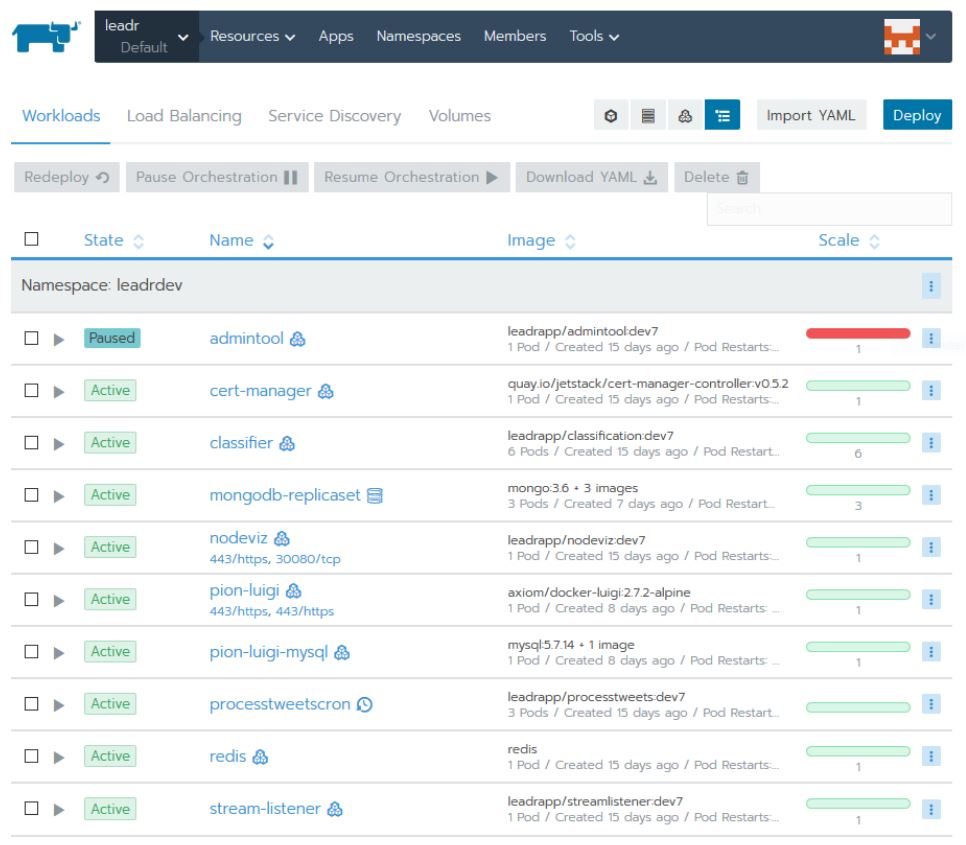 leadr
Default
Resources Apps Namespaces Members Tools
Workloads Load Balancing Service Discovery Volumes Import YAML Deploy
Redeploy Pause Orchestration Resume Orchestration Download YAML Delete
Search
State Name Image Scale
Namespace: leadrdev
Paused admintool leadrapp/admintool:dev7
1 Pod / Created 15 days ago / Pod Restarts:... 1
Active cert-manager quay.io/jetstack/cert-manager-controller:v0.5.2
1 Pod / Created 15 days ago / Pod Restarts:... 1
Active classifier leadrapp/classification:dev7
6 Pods / Created 15 days ago / Pod Restart... 6
Active mongodb-replicaset mongo:3.6 + 3 images
3 Pods / Created 7 days ago / Pod Restart... 3
Active nodeviz leadrapp/nodeviz:dev7
443/https, 30080/tcp 1 Pod / Created 15 days ago / Pod Restarts:... 1
Active pion-luigi axiom/docker-luigi:2.7.2-alpine
443/https, 443/https 1 Pod / Created 8 days ago / Pod Restarts: ... 1
Active pion-luigi-mysql mysql:5.7.14 + 1 image
1 Pod / Created 8 days ago / Pod Restarts: ... 1
Active processtweetscron leadrapp/processtweets:dev7
3 Pods / Created 15 days ago / Pod Restart...
Active redis redis
1 Pod / Created 15 days ago / Pod Restarts:... 1
Active stream-listener leadrapp/streamlistener:dev7
1 Pod / Created 15 days ago / Pod Restarts:... 1